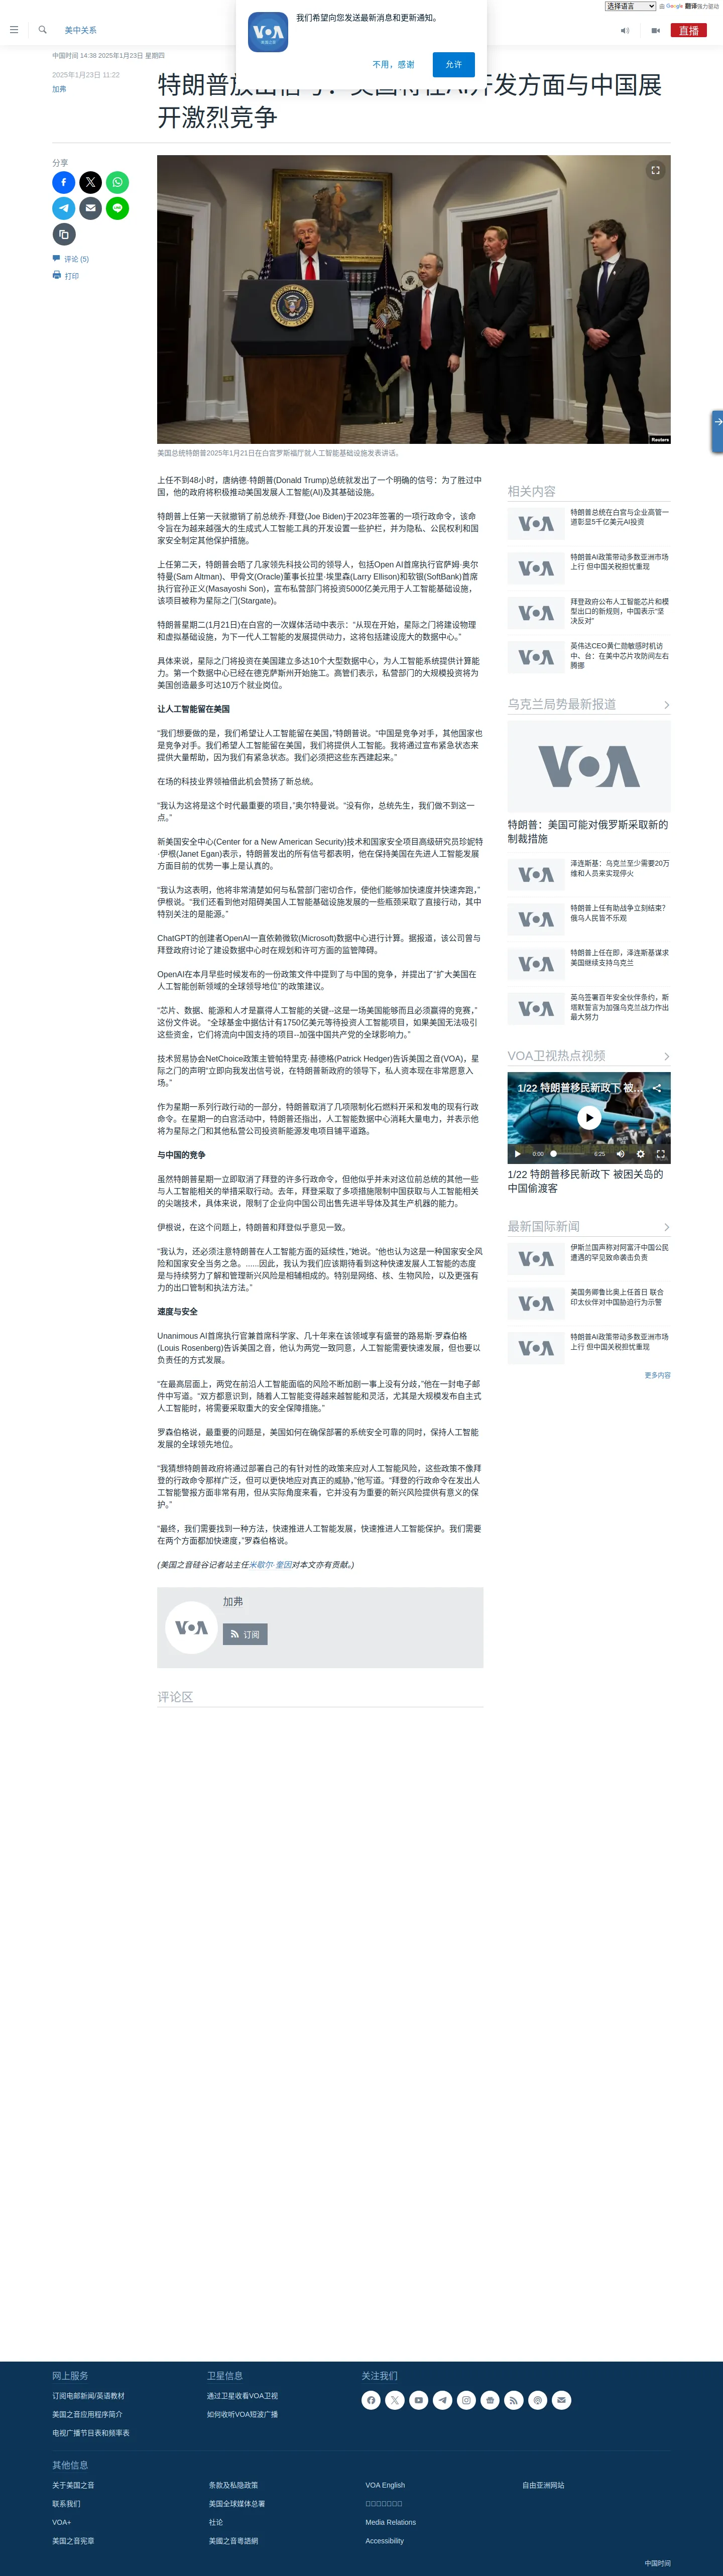 选择语言
由 Google 翻译强力驱动
美中关系
直播
VOA
美国之音
我们希望向您发送最新消息和更新通知。
不用，感谢
允许
中国时间 14:36 2025年1月23日 星期四
2025年1月23日 11:22
加弗
特朗普放出信号：美国将在AI开发方面与中国展
开激烈竞争
分享
评论 (5)
打印
Reuters
美国总统特朗普2025年1月21日在白宫罗斯福厅就人工智能基础设施发表讲话。
上任不到48小时，唐纳德·特朗普(Donald Trump)总统就发出了一个明确的信号：为了胜过中
国，他的政府将积极推动美国发展人工智能(AI)及其基础设施。
特朗普上任第一天就撤销了前总统乔·拜登(Joe Biden)于2023年签署的一项行政命令，该命
令旨在为越来越强大的生成式人工智能工具的开发设置一些护栏，并为隐私、公民权利和国
家安全制定其他保护措施。
上任第二天，特朗普会晤了几家领先科技公司的领导人，包括Open AI首席执行官萨姆·奥尔
特曼(Sam Altman)、甲骨文(Oracle)董事长拉里·埃里森(Larry Ellison)和软银(SoftBank)首席
执行官孙正义(Masayoshi Son)，宣布私营部门将投资5000亿美元用于人工智能基础设施，
该项目被称为星际之门(Stargate)。
特朗普星期二(1月21日)在白宫的一次媒体活动中表示：“从现在开始，星际之门将建设物理
和虚拟基础设施，为下一代人工智能的发展提供动力，这将包括建设庞大的数据中心。”
具体来说，星际之门将投资在美国建立多达10个大型数据中心，为人工智能系统提供计算能
力。第一个数据中心已经在德克萨斯州开始施工。高管们表示，私营部门的大规模投资将为
美国创造最多可达10万个就业岗位。
让人工智能留在美国
“我们想要做的是，我们希望让人工智能留在美国，”特朗普说。“中国是竞争对手，其他国家也
是竞争对手。我们希望人工智能留在美国，我们将提供人工智能。我将通过宣布紧急状态来
提供大量帮助，因为我们有紧急状态。我们必须把这些东西建起来。”
在场的科技业界领袖借此机会赞扬了新总统。
“我认为这将是这个时代最重要的项目，”奥尔特曼说。“没有你，总统先生，我们做不到这一
点。”
新美国安全中心(Center for a New American Security)技术和国家安全项目高级研究员珍妮特
·伊根(Janet Egan)表示，特朗普发出的所有信号都表明，他在保持美国在先进人工智能发展
方面目前的优势一事上是认真的。
“我认为这表明，他将非常清楚如何与私营部门密切合作，使他们能够加快速度并快速奔跑，”
伊根说。“我们还看到他对阻碍美国人工智能基础设施发展的一些瓶颈采取了直接行动，其中
特别关注的是能源。”
ChatGPT的创建者OpenAI一直依赖微软(Microsoft)数据中心进行计算。据报道，该公司曾与
拜登政府讨论了建设数据中心时在规划和许可方面的监管障碍。
OpenAI在本月早些时候发布的一份政策文件中提到了与中国的竞争，并提出了“扩大美国在
人工智能创新领域的全球领导地位”的政策建议。
“芯片、数据、能源和人才是赢得人工智能的关键--这是一场美国能够而且必须赢得的竞赛，”
这份文件说。 “全球基金中据估计有1750亿美元等待投资人工智能项目，如果美国无法吸引
这些资金，它们将流向中国支持的项目--加强中国共产党的全球影响力。”
技术贸易协会NetChoice政策主管帕特里克·赫德格(Patrick Hedger)告诉美国之音(VOA)，星
际之门的声明“立即向我发出信号说，在特朗普新政府的领导下，私人资本现在非常愿意入
场。”
作为星期一系列行政行动的一部分，特朗普取消了几项限制化石燃料开采和发电的现有行政
命令。在星期一的白宫活动中，特朗普还指出，人工智能数据中心消耗大量电力，并表示他
将为星际之门和其他私营公司投资新能源发电项目铺平道路。
与中国的竞争
虽然特朗普星期一立即取消了拜登的许多行政命令，但他似乎并未对这位前总统的其他一些
与人工智能相关的举措采取行动。去年，拜登采取了多项措施限制中国获取与人工智能相关
的尖端技术，具体来说，限制了企业向中国公司出售先进半导体及其生产机器的能力。
伊根说，在这个问题上，特朗普和拜登似乎意见一致。
“我认为，还必须注意特朗普在人工智能方面的延续性，”她说。“他也认为这是一种国家安全风
险和国家安全当务之急。......因此，我认为我们应该期待看到这种快速发展人工智能的态度
是与持续努力了解和管理新兴风险是相辅相成的。特别是网络、核、生物风险，以及更强有
力的出口管制和执法方法。”
速度与安全
Unanimous AI首席执行官兼首席科学家、几十年来在该领域享有盛誉的路易斯·罗森伯格
(Louis Rosenberg)告诉美国之音，他认为两党一致同意，人工智能需要快速发展，但也要以
负责任的方式发展。
“在最高层面上，两党在前沿人工智能面临的风险不断加剧一事上没有分歧，”他在一封电子邮
件中写道。“双方都意识到，随着人工智能变得越来越智能和灵活，尤其是大规模发布自主式
人工智能时，将需要采取重大的安全保障措施。”
罗森伯格说，最重要的问题是，美国如何在确保部署的系统安全可靠的同时，保持人工智能
发展的全球领先地位。
“我猜想特朗普政府将通过部署自己的有针对性的政策来应对人工智能风险，这些政策不像拜
登的行政命令那样广泛，但可以更快地应对真正的威胁，”他写道。“拜登的行政命令在发出人
工智能警报方面非常有用，但从实际角度来看，它并没有为重要的新兴风险提供有意义的保
护。”
“最终，我们需要找到一种方法，快速推进人工智能发展，快速推进人工智能保护。我们需要
在两个方面都加快速度，”罗森伯格说。
(美国之音硅谷记者站主任米歇尔·奎因对本文亦有贡献。)
VOA
加弗
订阅
评论区
相关内容
VOA
特朗普总统在白宫与企业高管一
道彰显5千亿美元AI投资
VOA
特朗普AI政策带动多数亚洲市场
上行 但中国关税担忧重现
VOA
拜登政府公布人工智能芯片和模
型出口的新规则，中国表示“坚
决反对”
VOA
英伟达CEO黄仁勋敏感时机访
中、台：在美中芯片攻防间左右
腾挪
乌克兰局势最新报道
VOA
特朗普：美国可能对俄罗斯采取新的
制裁措施
VOA
泽连斯基：乌克兰至少需要20万
维和人员来实现停火
VOA
特朗普上任有助战争立刻结束？
俄乌人民皆不乐观
VOA
特朗普上任在即，泽连斯基谋求
美国继续支持乌克兰
VOA
英乌签署百年安全伙伴条约，斯
塔默誓言为加强乌克兰战力作出
最大努力
VOA卫视热点视频
1/22 特朗普移民新政下 被…
0:00
6:25
1/22 特朗普移民新政下 被困关岛的
中国偷渡客
最新国际新闻
VOA
伊斯兰国声称对阿富汗中国公民
遭遇的罕见致命袭击负责
VOA
美国务卿鲁比奥上任首日 联合
印太伙伴对中国胁迫行为示警
VOA
特朗普AI政策带动多数亚洲市场
上行 但中国关税担忧重现
更多内容
网上服务
订阅电邮新闻/英语教材
美国之音应用程序简介
电视广播节目表和频率表
卫星信息
通过卫星收看VOA卫视
如何收听VOA短波广播
关注我们
其他信息
关于美国之音
条款及私隐政策
VOA English
自由亚洲网站
联系我们
美国全球媒体总署
VOA+
社论
Media Relations
美国之音宪章
美國之音粵語網
Accessibility
中国时间